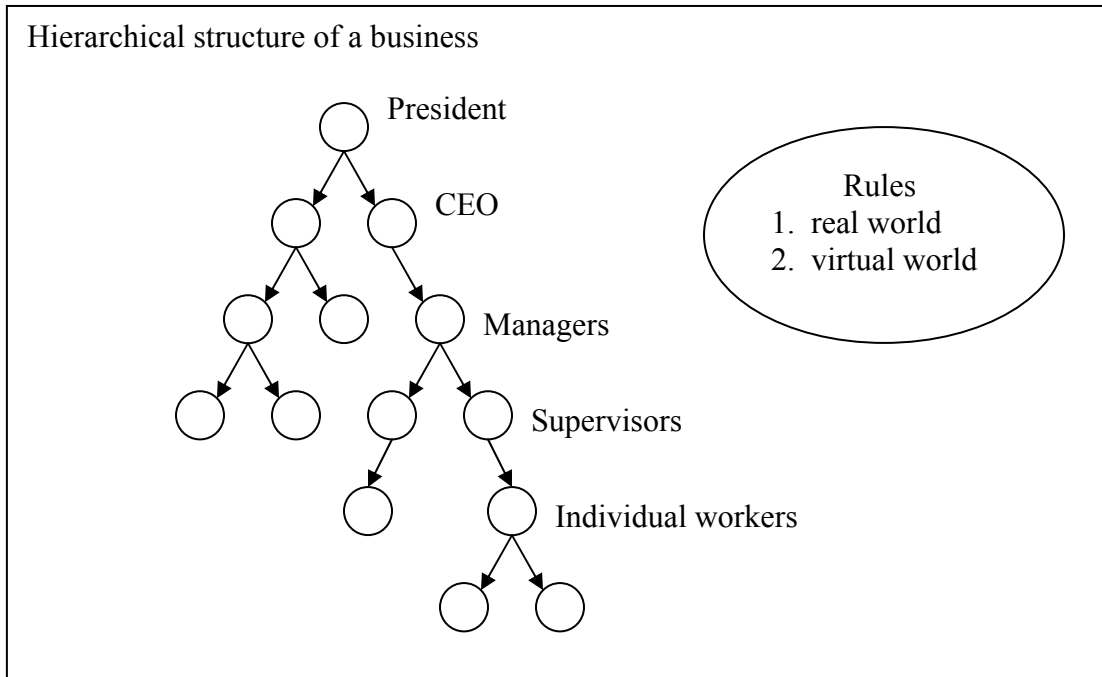 Hierarchical structure of a business
President
CEO
Managers
Supervisors
Individual workers
Rules
1. real world
2. virtual world